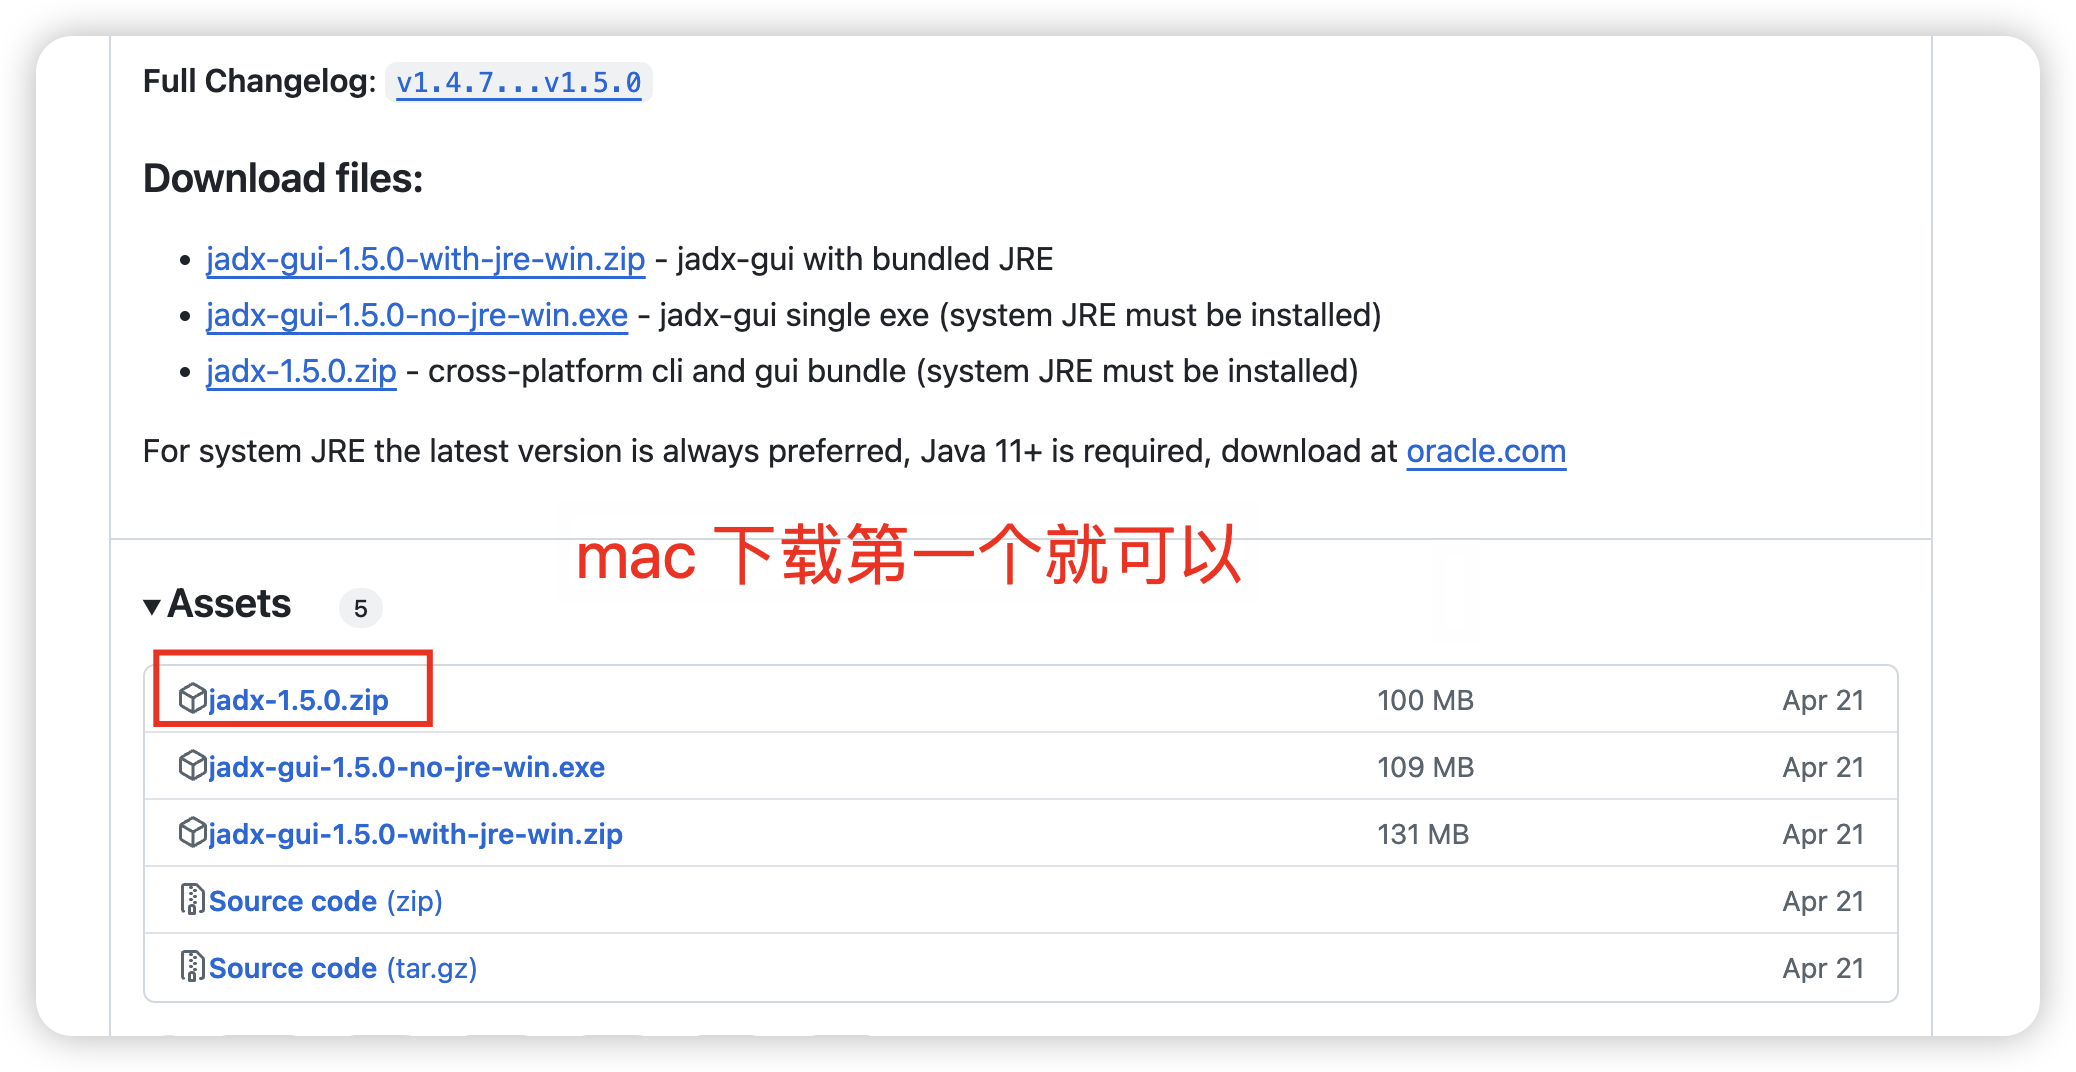 Full Changelog: v1.4.7...v1.5.0
Download files:
• jadx-gui-1.5.0-with-jre-win.zip - jadx-gui with bundled JRE
• jadx-gui-1.5.0-no-jre-win.exe - jadx-gui single exe (system JRE must be installed)
• jadx-1.5.0.zip - cross-platform cli and gui bundle (system JRE must be installed)
For system JRE the latest version is always preferred, Java 11+ is required, download at oracle.com
mac 下载第一个就可以
▾ Assets 5
jadx-1.5.0.zip 100 MB Apr 21
jadx-gui-1.5.0-no-jre-win.exe 109 MB Apr 21
jadx-gui-1.5.0-with-jre-win.zip 131 MB Apr 21
Source code (zip) Apr 21
Source code (tar.gz) Apr 21